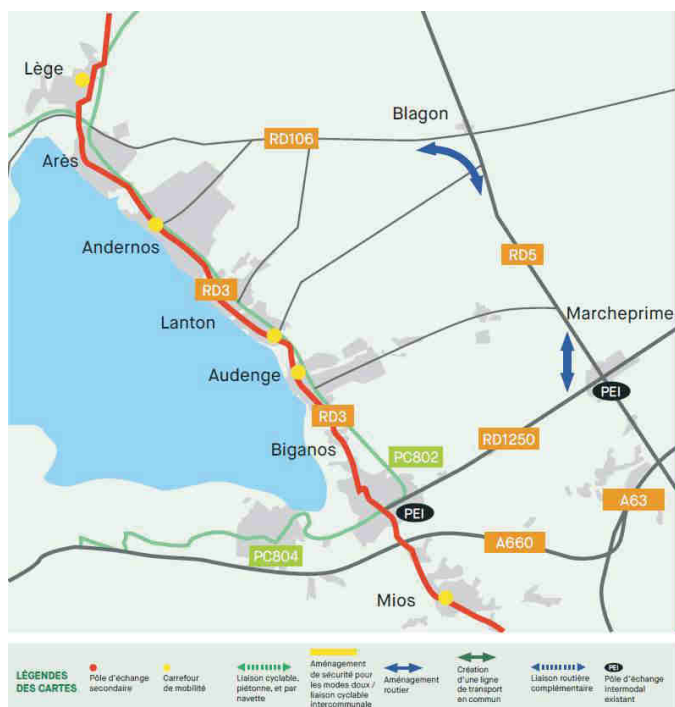 Lège
Blagon
RD106
Arès
Andernos
RD5
RD3
Marcheprime
Lanton
Audenge
PEI
RD3
Biganos
PC802
RD1250
PEI
A63
PC804
A660
Mios
LÉGENDES
DES CARTES
Pôle d'échange
secondaire
Carrefour
de mobilité
Liaison cyclable,
piétonne, et par
navette
Aménagement
de sécurité pour
les modes doux /
liaison cyclable
intercommunale
Aménagement
routier
Création
d'une ligne
de transport
en commun
Liaison routière
complémentaire
PEI
Pôle d'échange
Intermodal
existant